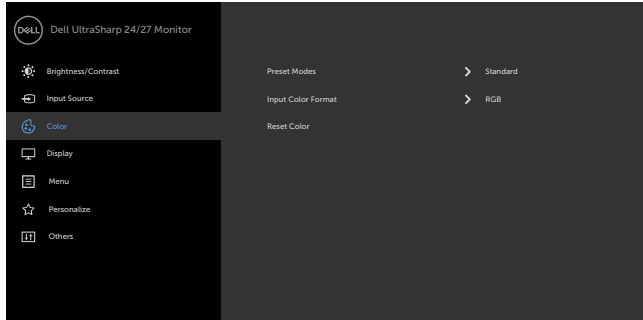 DELL Dell UltraSharp 24/27 Monitor
Brightness/Contrast
Preset Modes Standard
Input Source
Input Color Format RGB
Color
Reset Color
Display
Menu
Personalize
Others